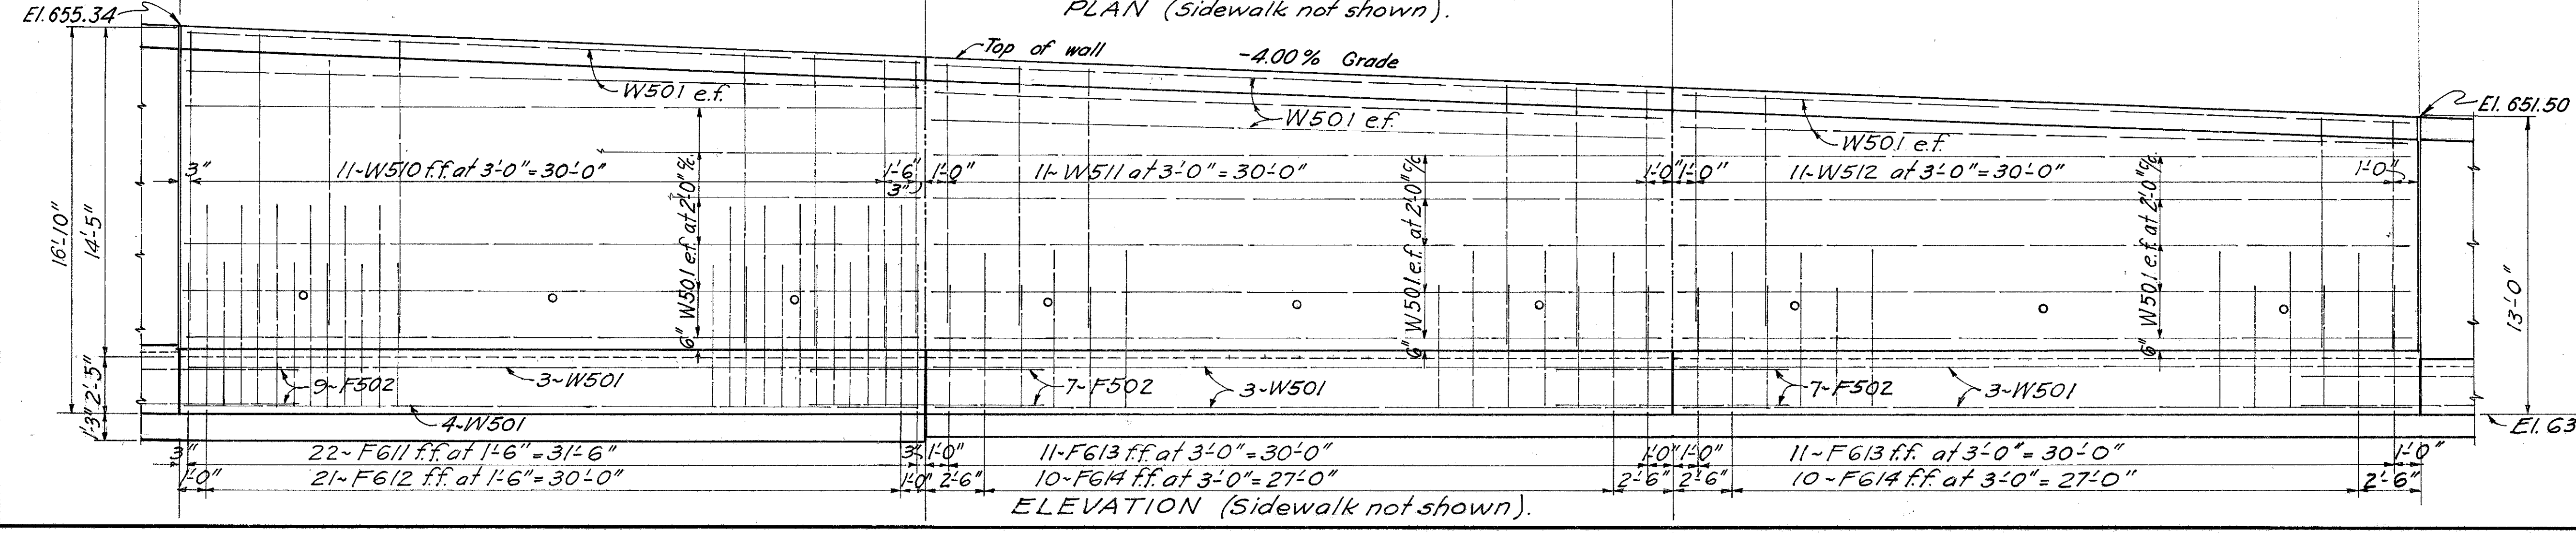 PLAN (Sidewalk not shown).
El. 655.34
Top of wall
-4.00% Grade
W501 e.f.
W501 e.f.
W501 e.f.
El. 651.50
3"
11~W510 f.f. at 3'-0" = 30'-0"
1'-6"
3"
1'-0"
11~W511 at 3'-0" = 30'-0"
1'-0"
1'-0"
11~W512 at 3'-0" = 30'-0"
1'-0"
16'-10"
14'-5"
2'-5"
1'-3"
6" W501 e.f. at 2'-0" c/c.
6" W501 e.f. at 2'-0" c/c.
6" W501 e.f. at 2'-0" c/c.
13'-0"
9~F502
3~W501
7~F502
3~W501
7~F502
3~W501
4~W501
El. 63
3"
22~F611 f.f. at 1'-6" = 31'-6"
3"
1'-0"
11~F613 f.f. at 3'-0" = 30'-0"
1'-0"
1'-0"
11~F613 f.f. at 3'-0" = 30'-0"
1'-0"
1'-0"
21~F612 f.f. at 1'-6" = 30'-0"
1'-0"
2'-6"
10~F614 f.f. at 3'-0" = 27'-0"
2'-6"
2'-6"
10~F614 f.f. at 3'-0" = 27'-0"
2'-6"
ELEVATION (Sidewalk not shown).